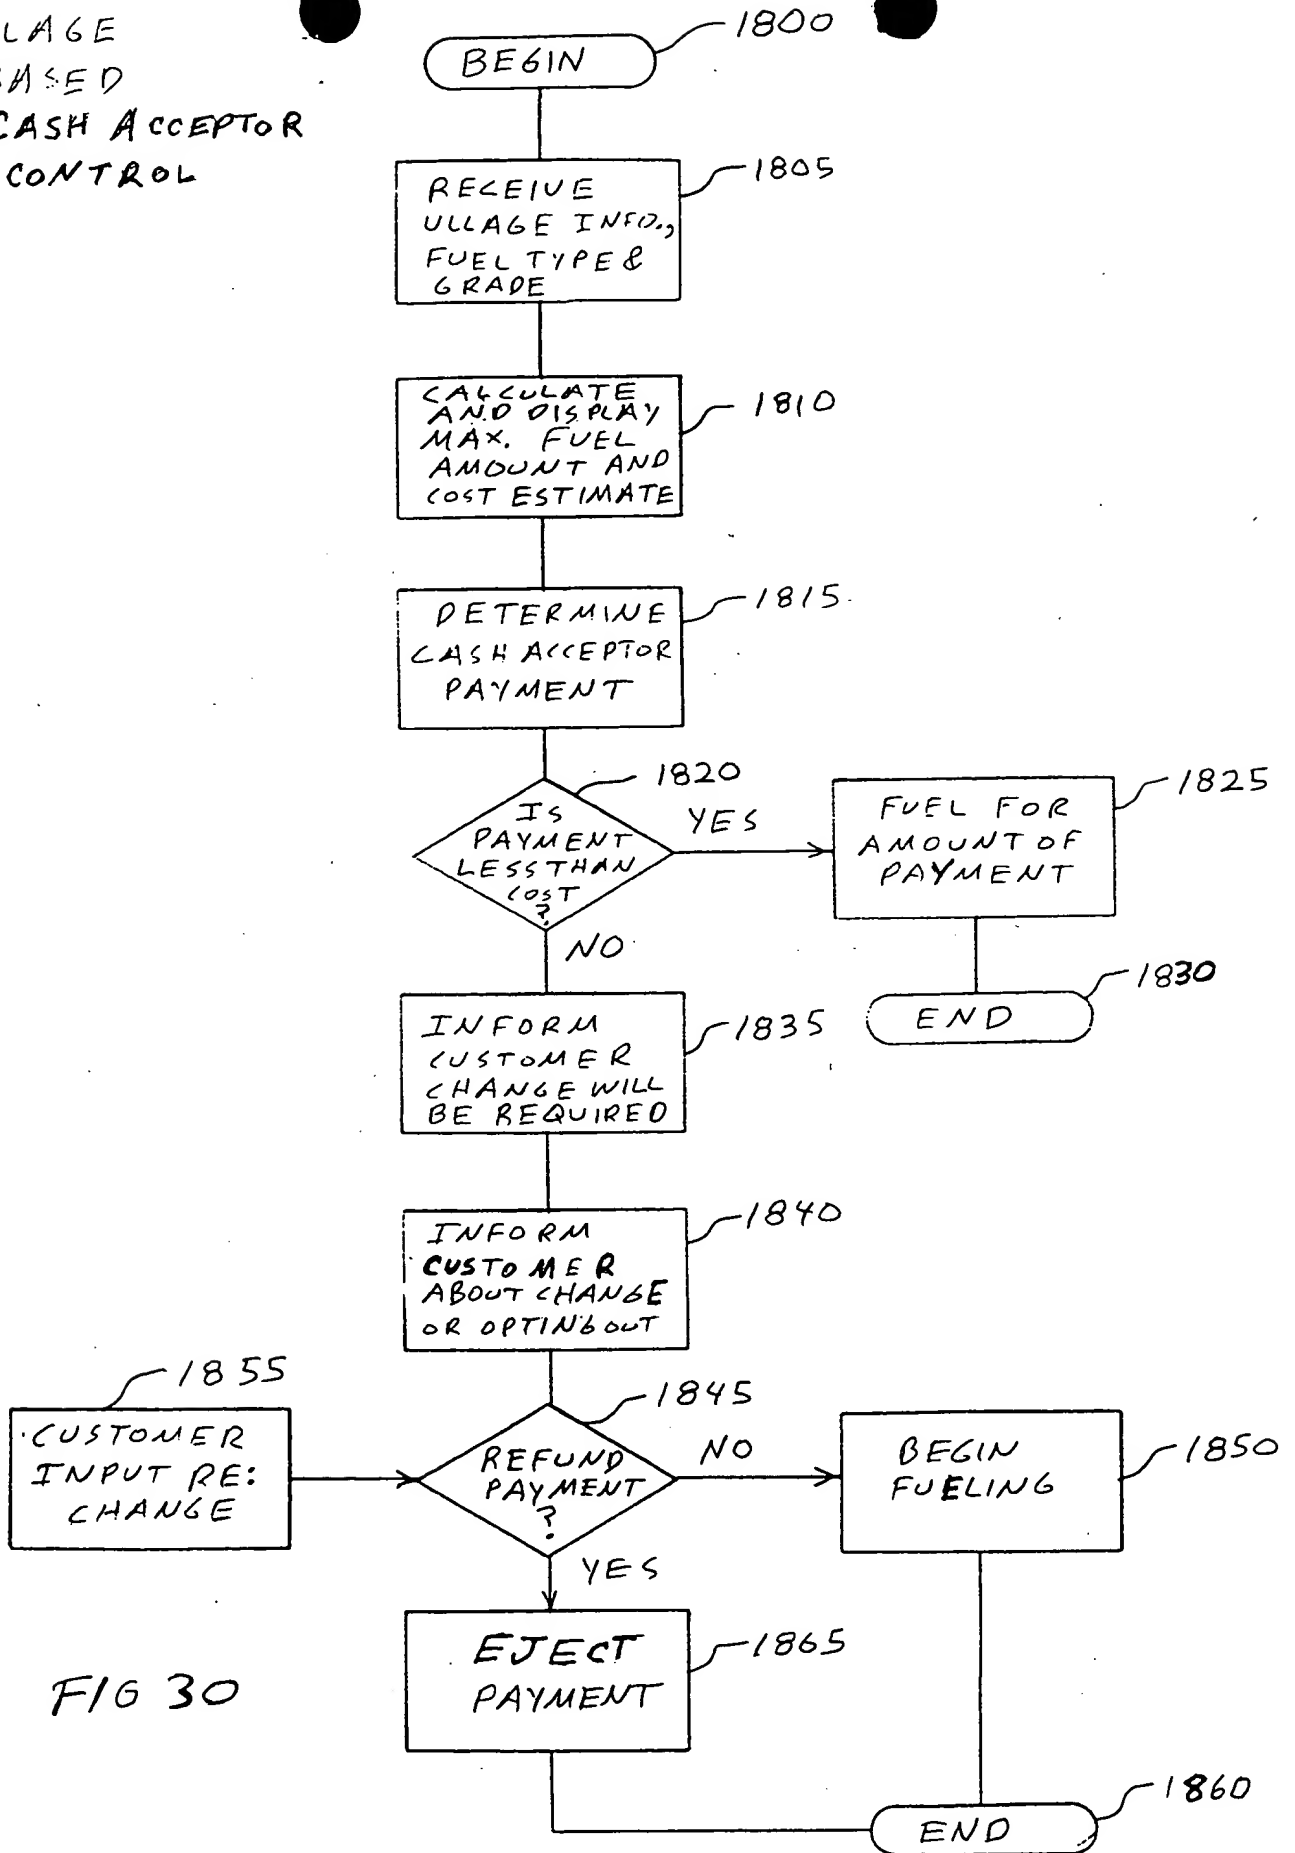 LAGE
BASED
CASH ACCEPTOR
CONTROL
BEGIN
1800
RECEIVE
ULLAGE INFO.,
FUEL TYPE &
GRADE
1805
CALCULATE
AND DISPLAY
MAX. FUEL
AMOUNT AND
COST ESTIMATE
1810
DETERMINE
CASH ACCEPTOR
PAYMENT
1815
IS
PAYMENT
LESS THAN
COST
?
1820
YES
FUEL FOR
AMOUNT OF
PAYMENT
1825
END
1830
NO
INFORM
CUSTOMER
CHANGE WILL
BE REQUIRED
1835
INFORM
CUSTOMER
ABOUT CHANGE
OR OPTING OUT
1840
CUSTOMER
INPUT RE:
CHANGE
1855
REFUND
PAYMENT
?
1845
NO
BEGIN
FUELING
1850
YES
EJECT
PAYMENT
1865
FIG 30
END
1860